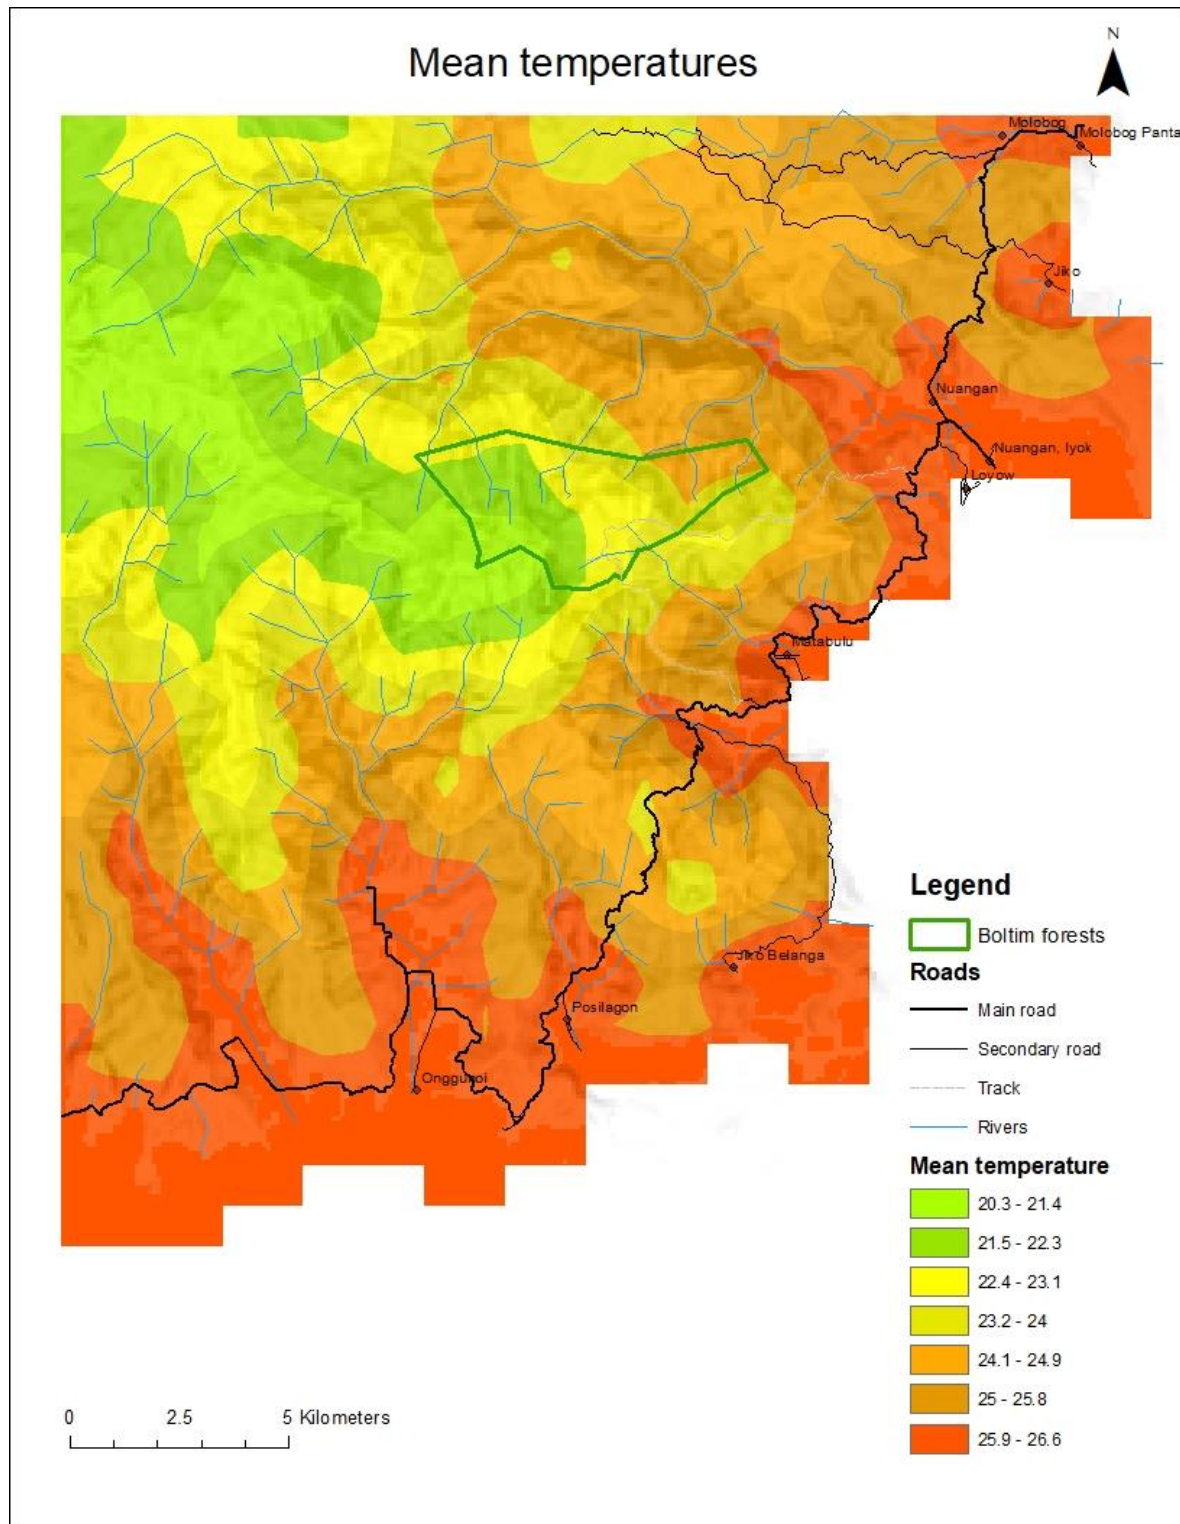 Mean temperatures
N
Molobog
Molobog Panta
Jiko
Nuangan
Nuangan, Iyok
Loyow
Matabulu
Jiko Belanga
Posilagon
Onggunoi
Legend
Boltim forests
Roads
Main road
Secondary road
Track
Rivers
Mean temperature
20.3 - 21.4
21.5 - 22.3
22.4 - 23.1
23.2 - 24
24.1 - 24.9
25 - 25.8
25.9 - 26.6
0 2.5 5 Kilometers